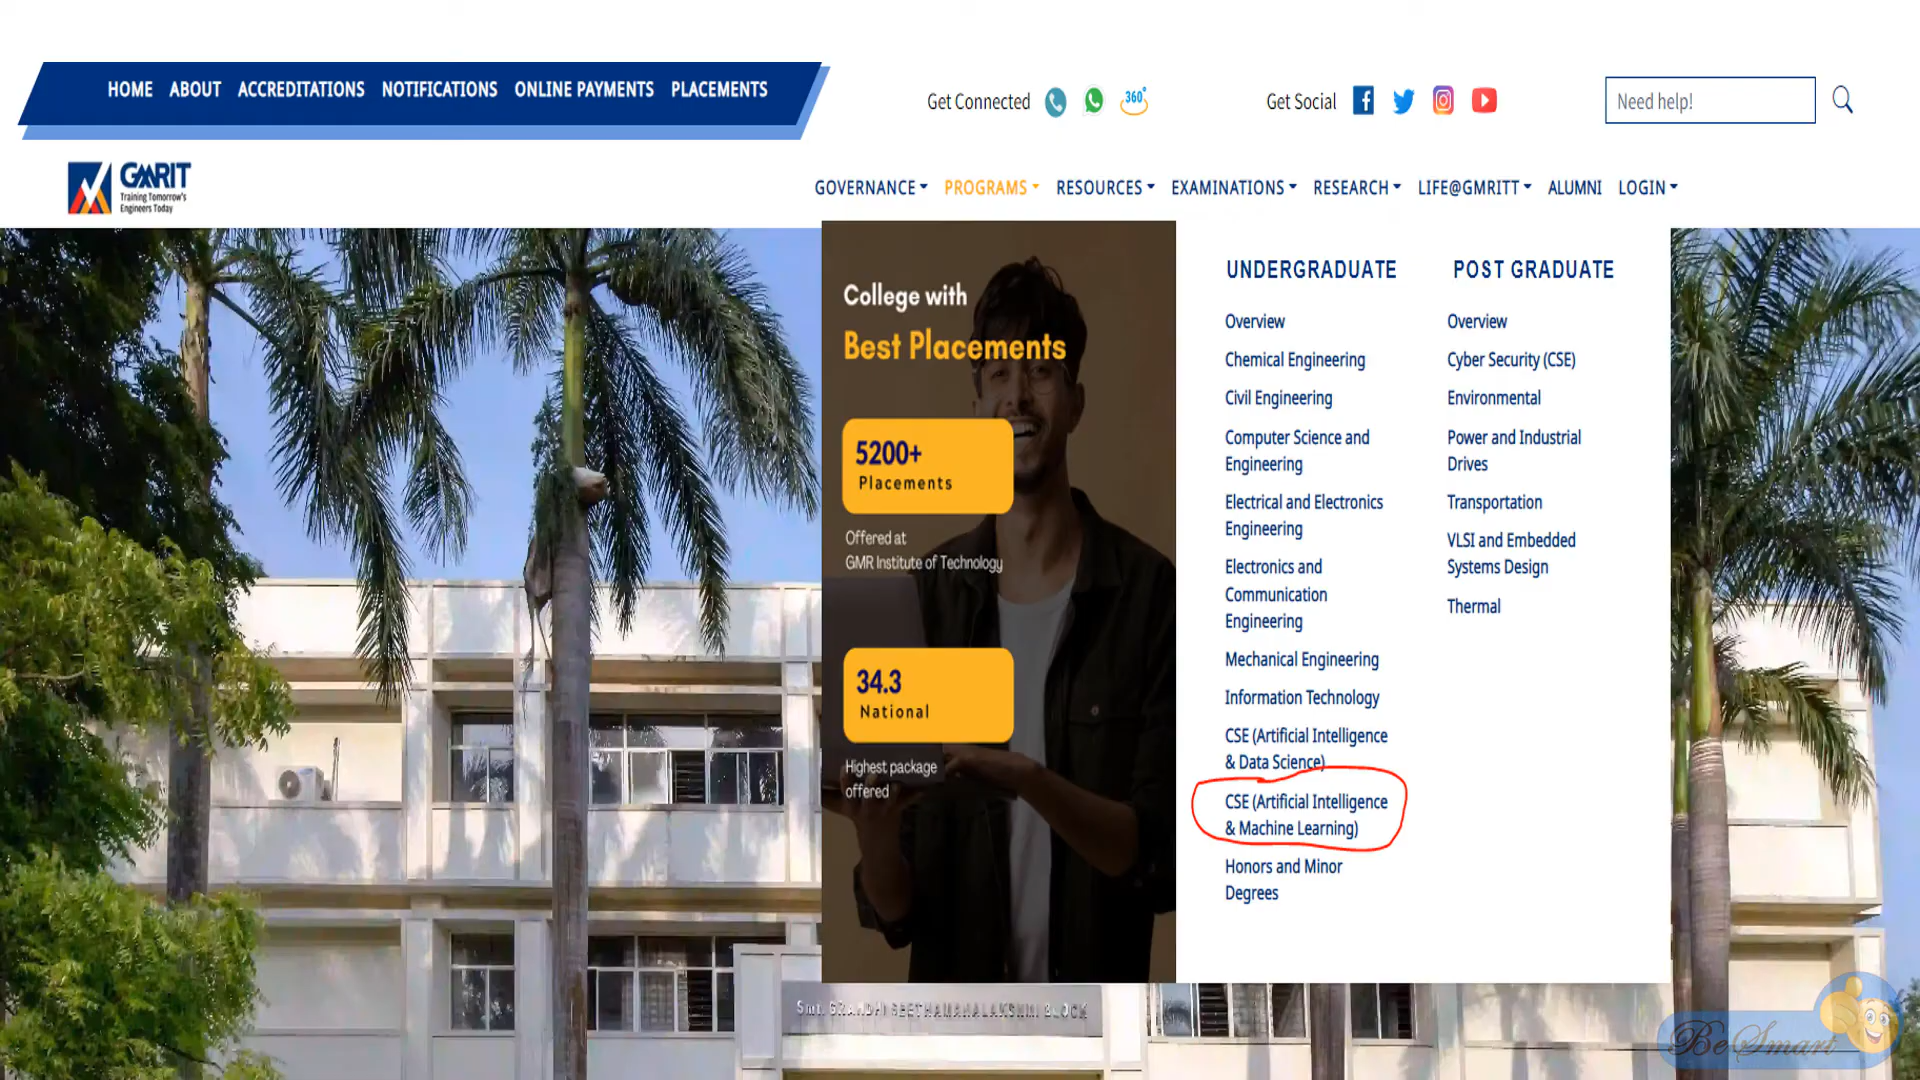 HOME ABOUT ACCREDITATIONS NOTIFICATIONS ONLINE PAYMENTS PLACEMENTS
Get Connected 360° Get Social Need help!
GMRIT
Training Tomorrow's
Engineers Today
GOVERNANCE PROGRAMS RESOURCES EXAMINATIONS RESEARCH LIFE@GMRITT ALUMNI LOGIN
College with
Best Placements
5200+
Placements
Offered at
GMR Institute of Technology
34.3
National
Highest package
offered
UNDERGRADUATE
Overview
Chemical Engineering
Civil Engineering
Computer Science and
Engineering
Electrical and Electronics
Engineering
Electronics and
Communication
Engineering
Mechanical Engineering
Information Technology
CSE (Artificial Intelligence
& Data Science)
CSE (Artificial Intelligence
& Machine Learning)
Honors and Minor
Degrees
POST GRADUATE
Overview
Cyber Security (CSE)
Environmental
Power and Industrial
Drives
Transportation
VLSI and Embedded
Systems Design
Thermal
Smt. GRANDHI SEETHAMAHALAKSHMI BLOCK
BeSmart